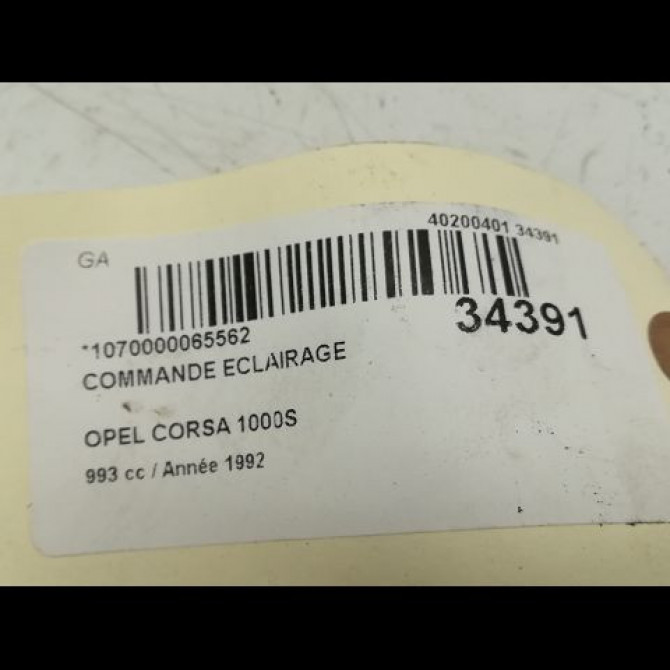 GA
40200401 34391
*1070000065562
34391
COMMANDE ECLAIRAGE
OPEL CORSA 1000S
993 cc / Année 1992